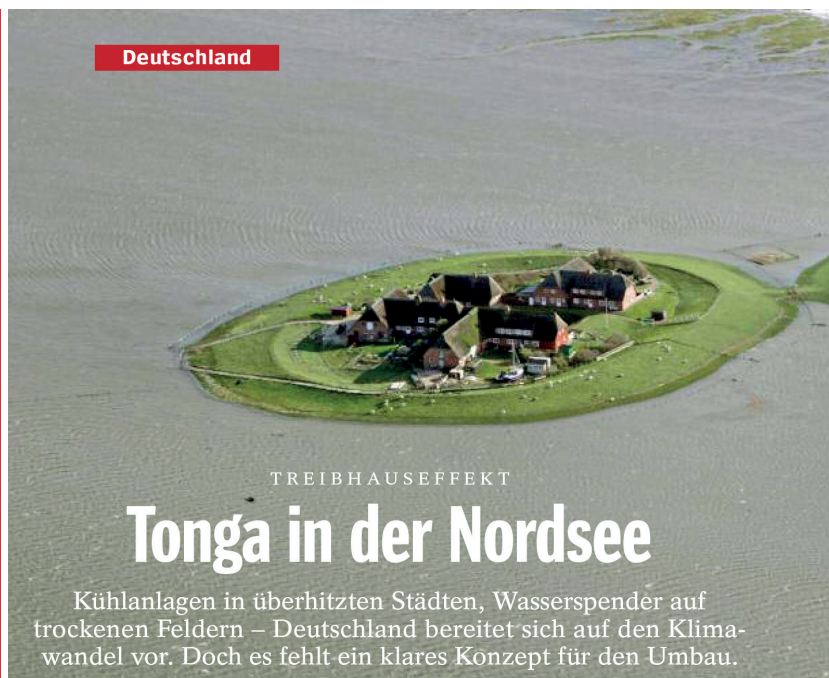 Deutschland
TREIBHAUSEFFEKT
Tonga in der Nordsee
Kühlanlagen in überhitzten Städten, Wasserspender auf
trockenen Feldern – Deutschland bereitet sich auf den Klima-
wandel vor. Doch es fehlt ein klares Konzept für den Umbau.